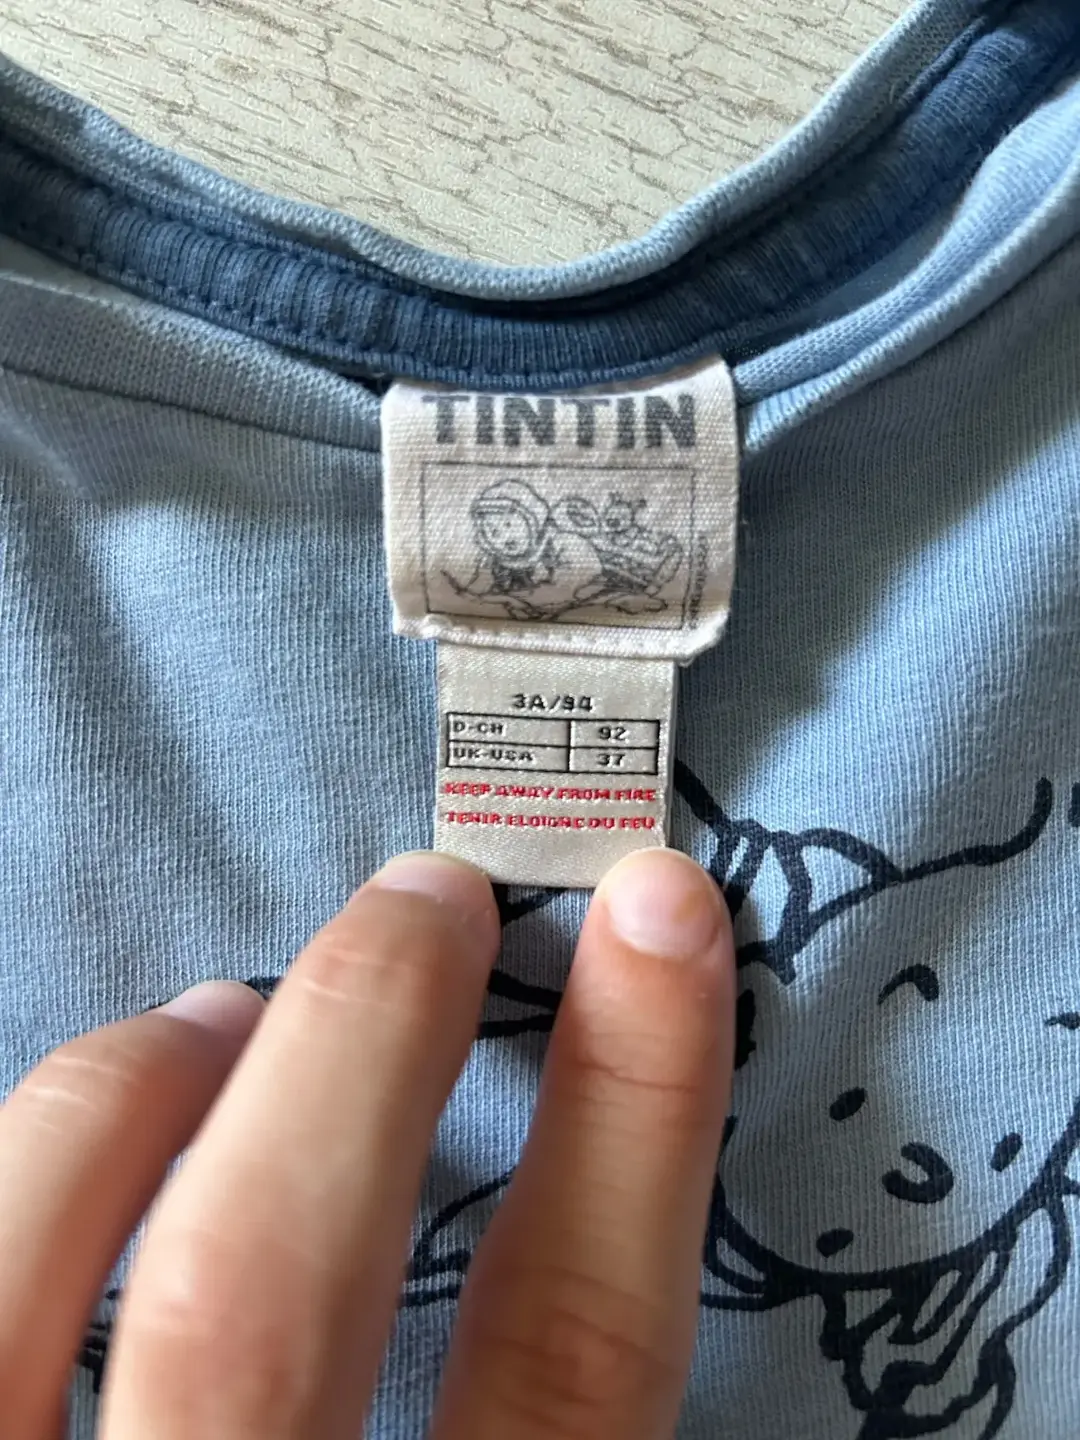 TINTIN
3A/94
D-CH 92
UK-USA 37
KEEP AWAY FROM FIRE
TENIR ELOIGNE DU FEU